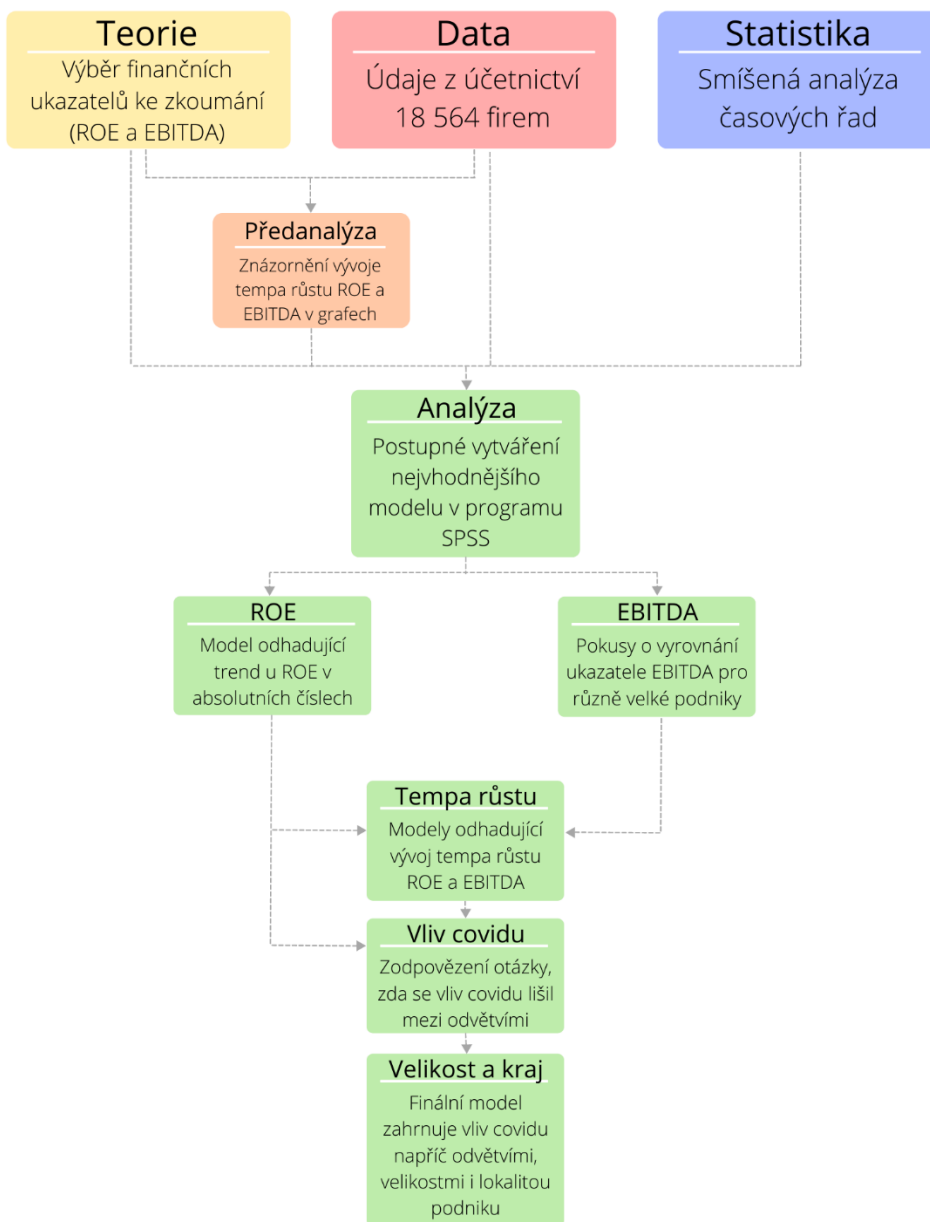 Teorie
Výběr finančních
ukazatelů ke zkoumání
(ROE a EBITDA)
Data
Údaje z účetnictví
18 564 firem
Statistika
Smíšená analýza
časových řad
Předanalýza
Znázornění vývoje
tempa růstu ROE a
EBITDA v grafech
Analýza
Postupné vytváření
nejvhodnějšího
modelu v programu
SPSS
ROE
Model odhadující
trend u ROE v
absolutních číslech
EBITDA
Pokusy o vyrovnání
ukazatele EBITDA pro
různě velké podniky
Tempa růstu
Modely odhadující
vývoj tempa růstu
ROE a EBITDA
Vliv covidu
Zodpovězení otázky,
zda se vliv covidu lišil
mezi odvětvími
Velikost a kraj
Finální model
zahrnuje vliv covidu
napříč odvětvími,
velikostmi i lokalitou
podniku